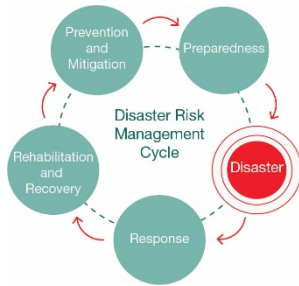 Prevention
and
Mitigation
Preparedness
Disaster Risk
Management
Cycle
Disaster
Rehabilitation
and
Recovery
Response